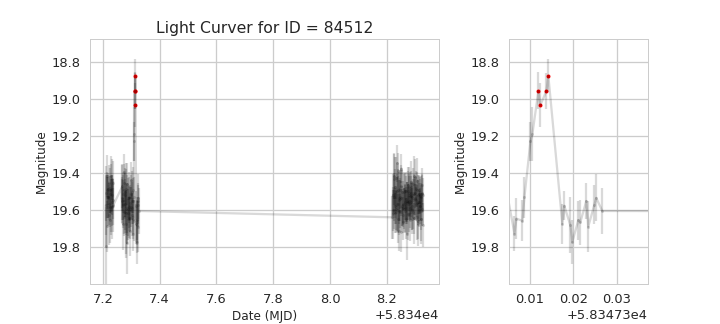 Light Curver for ID = 84512
Magnitude
18.8
19.0
19.2
19.4
19.6
19.8
7.2 7.4 7.6 7.8 8.0 8.2
Date (MJD)
+5.834e4
Magnitude
18.8
19.0
19.2
19.4
19.6
19.8
0.01 0.02 0.03
+5.83473e4